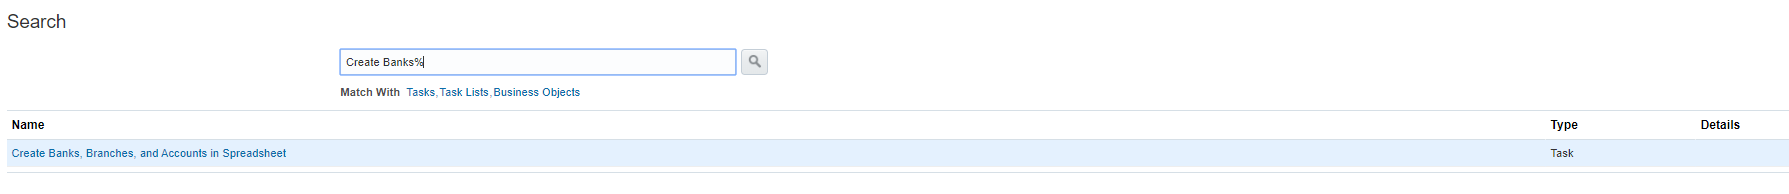 Search
Create Banks%
Match With Tasks, Task Lists, Business Objects
Name Type Details
Create Banks, Branches, and Accounts in Spreadsheet Task